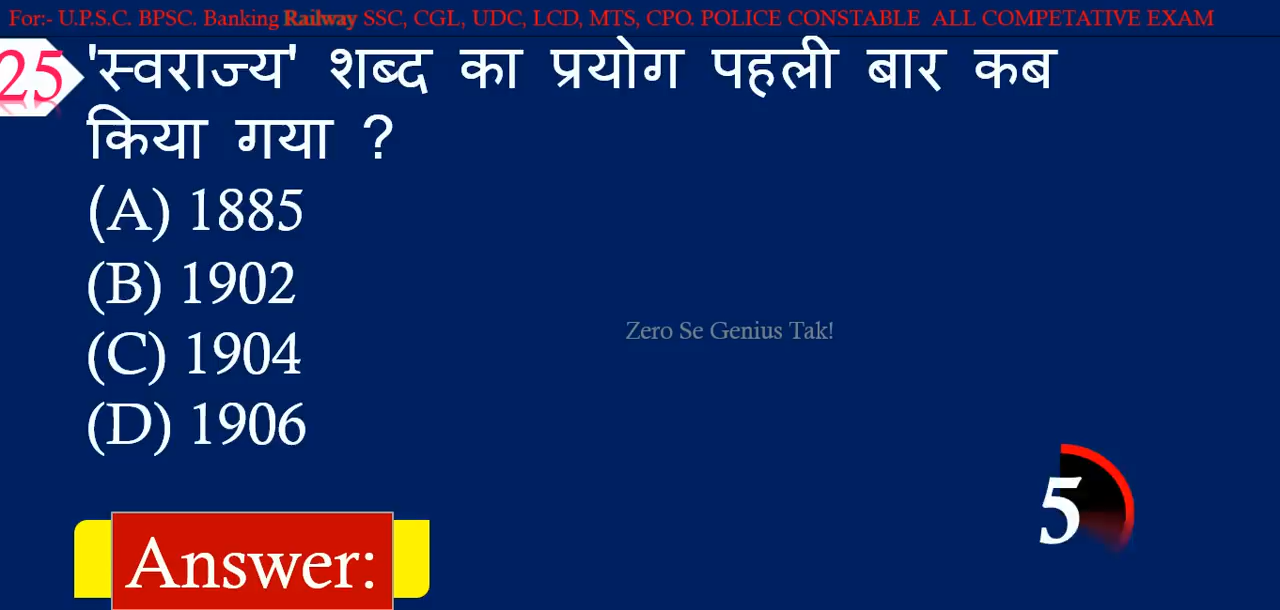 For:- U.P.S.C. BPSC. Banking Railway SSC, CGL, UDC, LCD, MTS, CPO. POLICE CONSTABLE ALL COMPETATIVE EXAM
25 'स्वराज्य' शब्द का प्रयोग पहली बार कब
किया गया ?
(A) 1885
(B) 1902
Zero Se Genius Tak!
(C) 1904
(D) 1906
5
Answer: